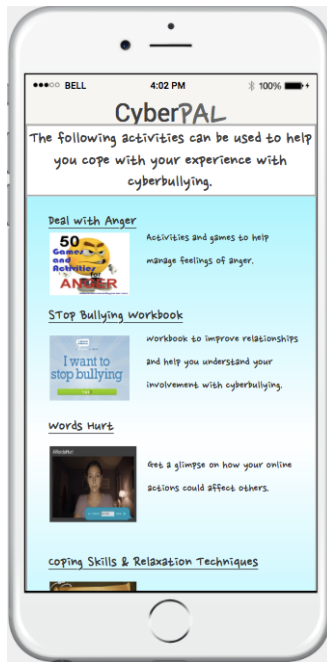 BELL 4:02 PM 100%
CyberPAL
The following activities can be used to help
you cope with your experience with
cyberbullying.
Deal with Anger
50
Games
and
Activities
for
ANGER
Activities and games to help
manage feelings of anger.
STop Bullying Workbook
I want to
stop bullying
Workbook to improve relationships
and help you understand your
involvement with cyberbullying.
Words Hurt
Get a glimpse on how your online
actions could affect others.
Coping Skills & Relaxation Techniques